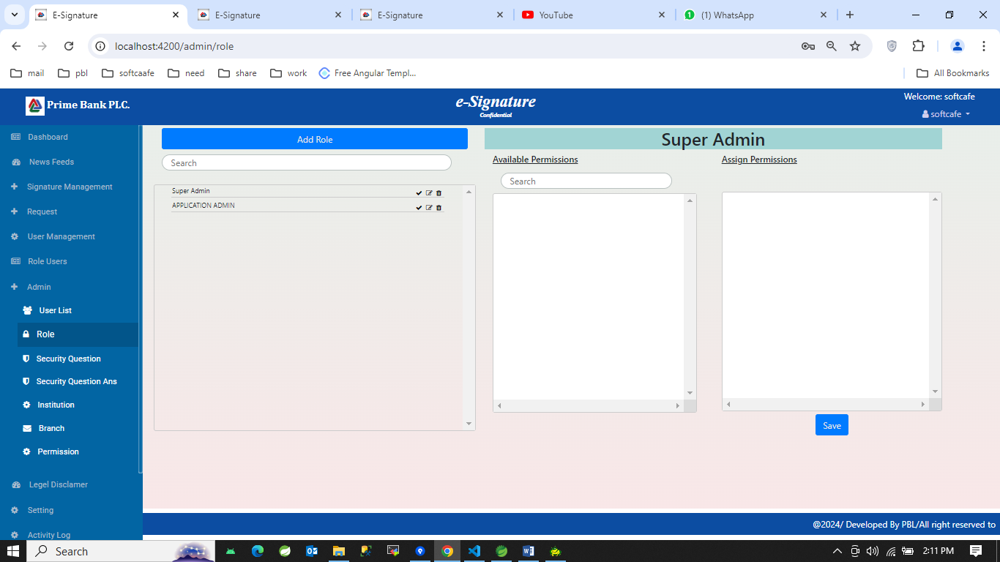 E-Signature
E-Signature
E-Signature
YouTube
(1) WhatsApp
localhost:4200/admin/role
mail
pbl
softcaafe
need
share
work
Free Angular Templ...
All Bookmarks
Prime Bank PLC.
e-Signature
Confidential
Welcome: softcafe
softcafe
Dashboard
News Feeds
Signature Management
Request
User Management
Role Users
Admin
User List
Role
Security Question
Security Question Ans
Institution
Branch
Permission
Legel Disclamer
Setting
Activity Log
Add Role
Search
Super Admin
APPLICATION ADMIN
Super Admin
Available Permissions
Assign Permissions
Search
Save
@2024/ Developed By PBL/All right reserved to
Search
2:11 PM